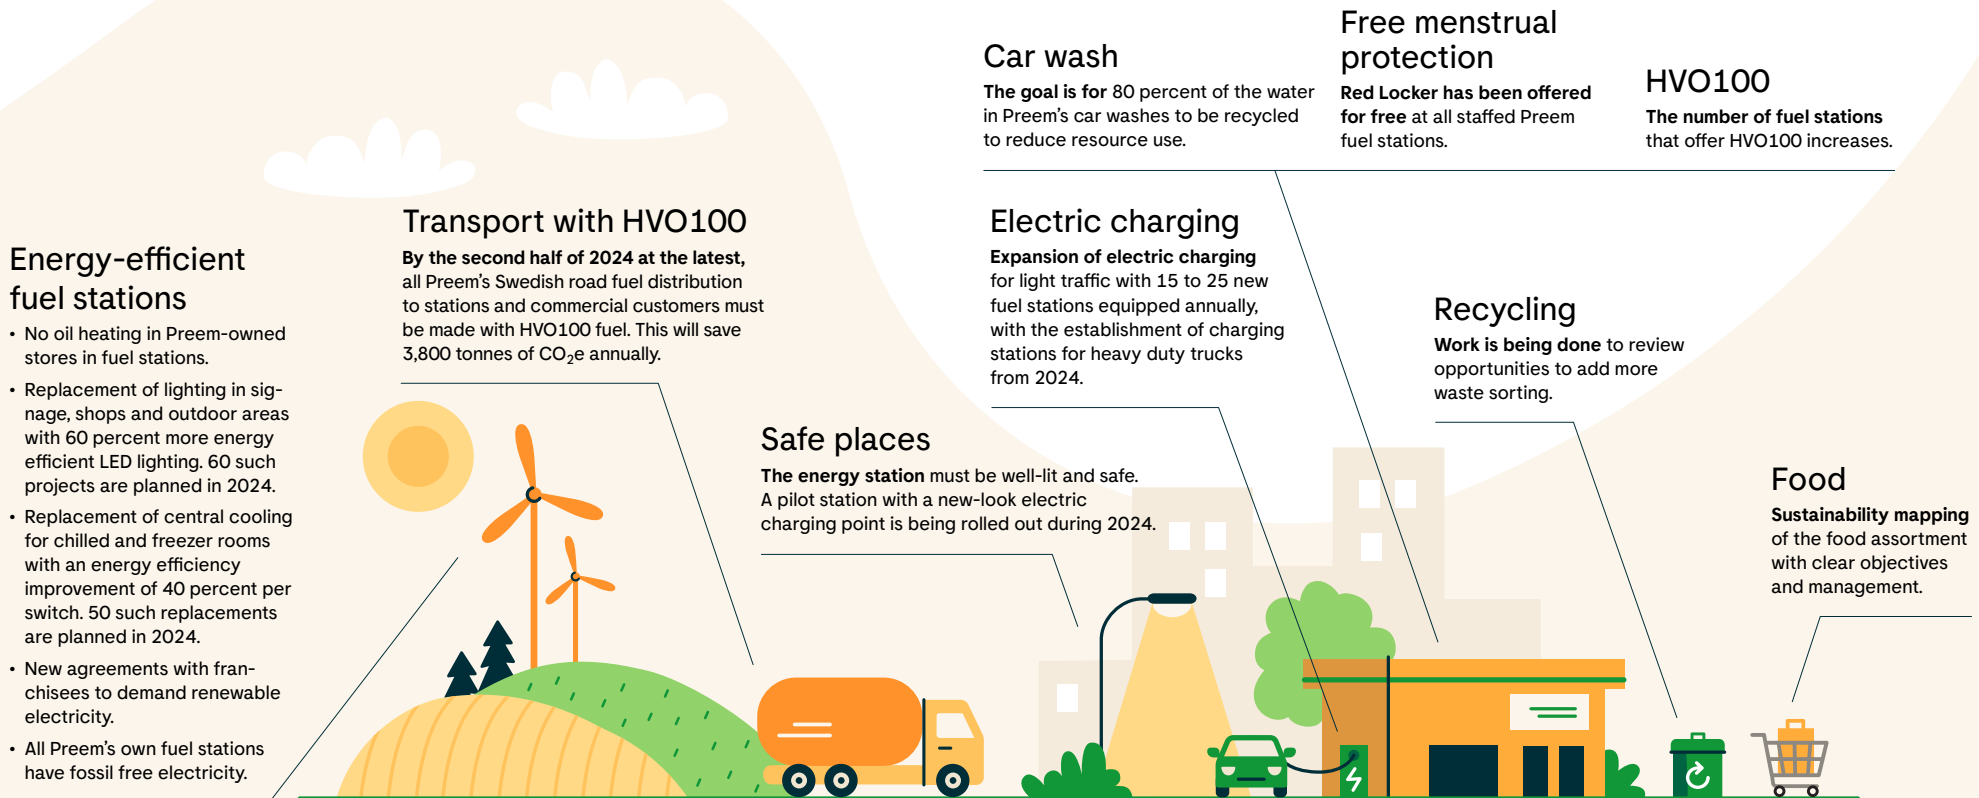 Energy-efficient
fuel stations
• No oil heating in Preem-owned
stores in fuel stations.
• Replacement of lighting in sig-
nage, shops and outdoor areas
with 60 percent more energy
efficient LED lighting. 60 such
projects are planned in 2024.
• Replacement of central cooling
for chilled and freezer rooms
with an energy efficiency
improvement of 40 percent per
switch. 50 such replacements
are planned in 2024.
• New agreements with fran-
chisees to demand renewable
electricity.
• All Preem's own fuel stations
have fossil free electricity.
Transport with HVO100
By the second half of 2024 at the latest,
all Preem's Swedish road fuel distribution
to stations and commercial customers must
be made with HVO100 fuel. This will save
3,800 tonnes of CO₂e annually.
Safe places
The energy station must be well-lit and safe.
A pilot station with a new-look electric
charging point is being rolled out during 2024.
Car wash
The goal is for 80 percent of the water
in Preem's car washes to be recycled
to reduce resource use.
Free menstrual
protection
Red Locker has been offered
for free at all staffed Preem
fuel stations.
HVO100
The number of fuel stations
that offer HVO100 increases.
Electric charging
Expansion of electric charging
for light traffic with 15 to 25 new
fuel stations equipped annually,
with the establishment of charging
stations for heavy duty trucks
from 2024.
Recycling
Work is being done to review
opportunities to add more
waste sorting.
Food
Sustainability mapping
of the food assortment
with clear objectives
and management.